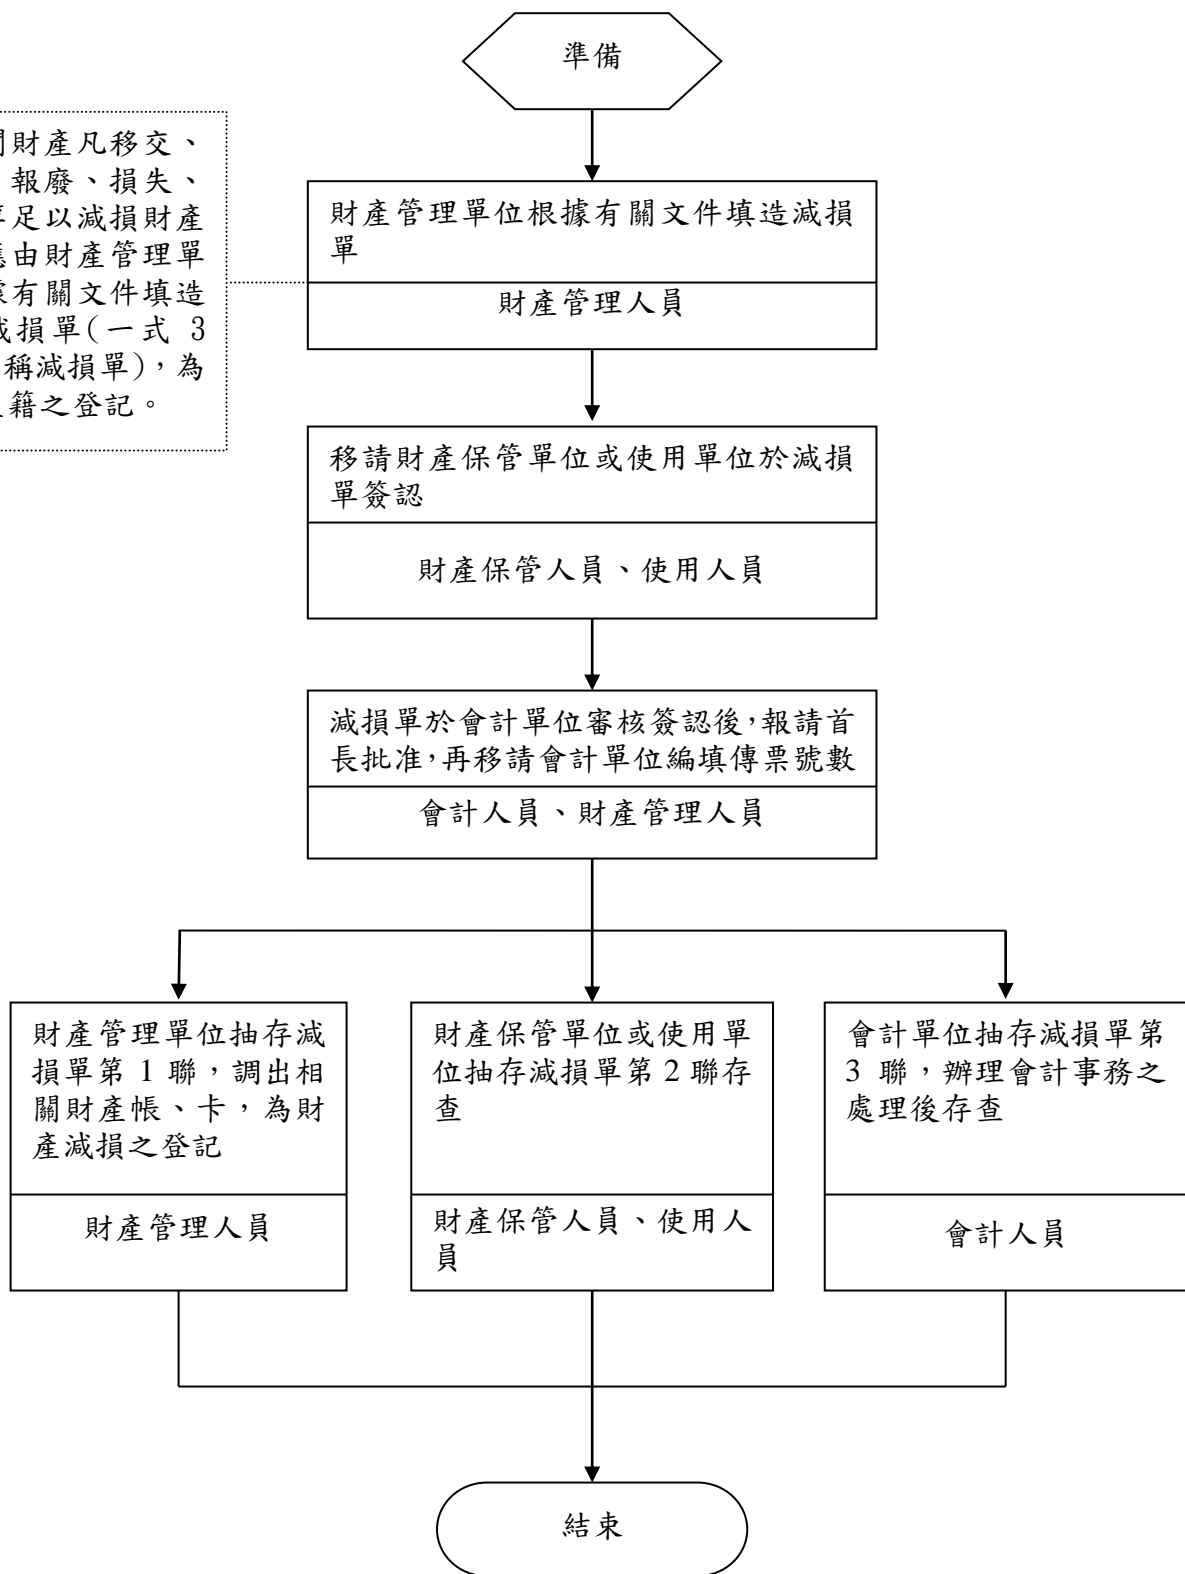 準備
財產凡移交、
報廢、損失、
足以減損財產
由財產管理單
有關文件填造
減損單(一式 3
稱減損單)，為
籍之登記。
財產管理單位根據有關文件填造減損
單
財產管理人員
移請財產保管單位或使用單位於減損
單簽認
財產保管人員、使用人員
減損單於會計單位審核簽認後，報請首
長批准，再移請會計單位編填傳票號數
會計人員、財產管理人員
財產管理單位抽存減
損單第 1 聯，調出相
關財產帳、卡，為財
產減損之登記
財產管理人員
財產保管單位或使用單
位抽存減損單第 2 聯存
查
財產保管人員、使用人
員
會計單位抽存減損單第
3 聯，辦理會計事務之
處理後存查
會計人員
結束